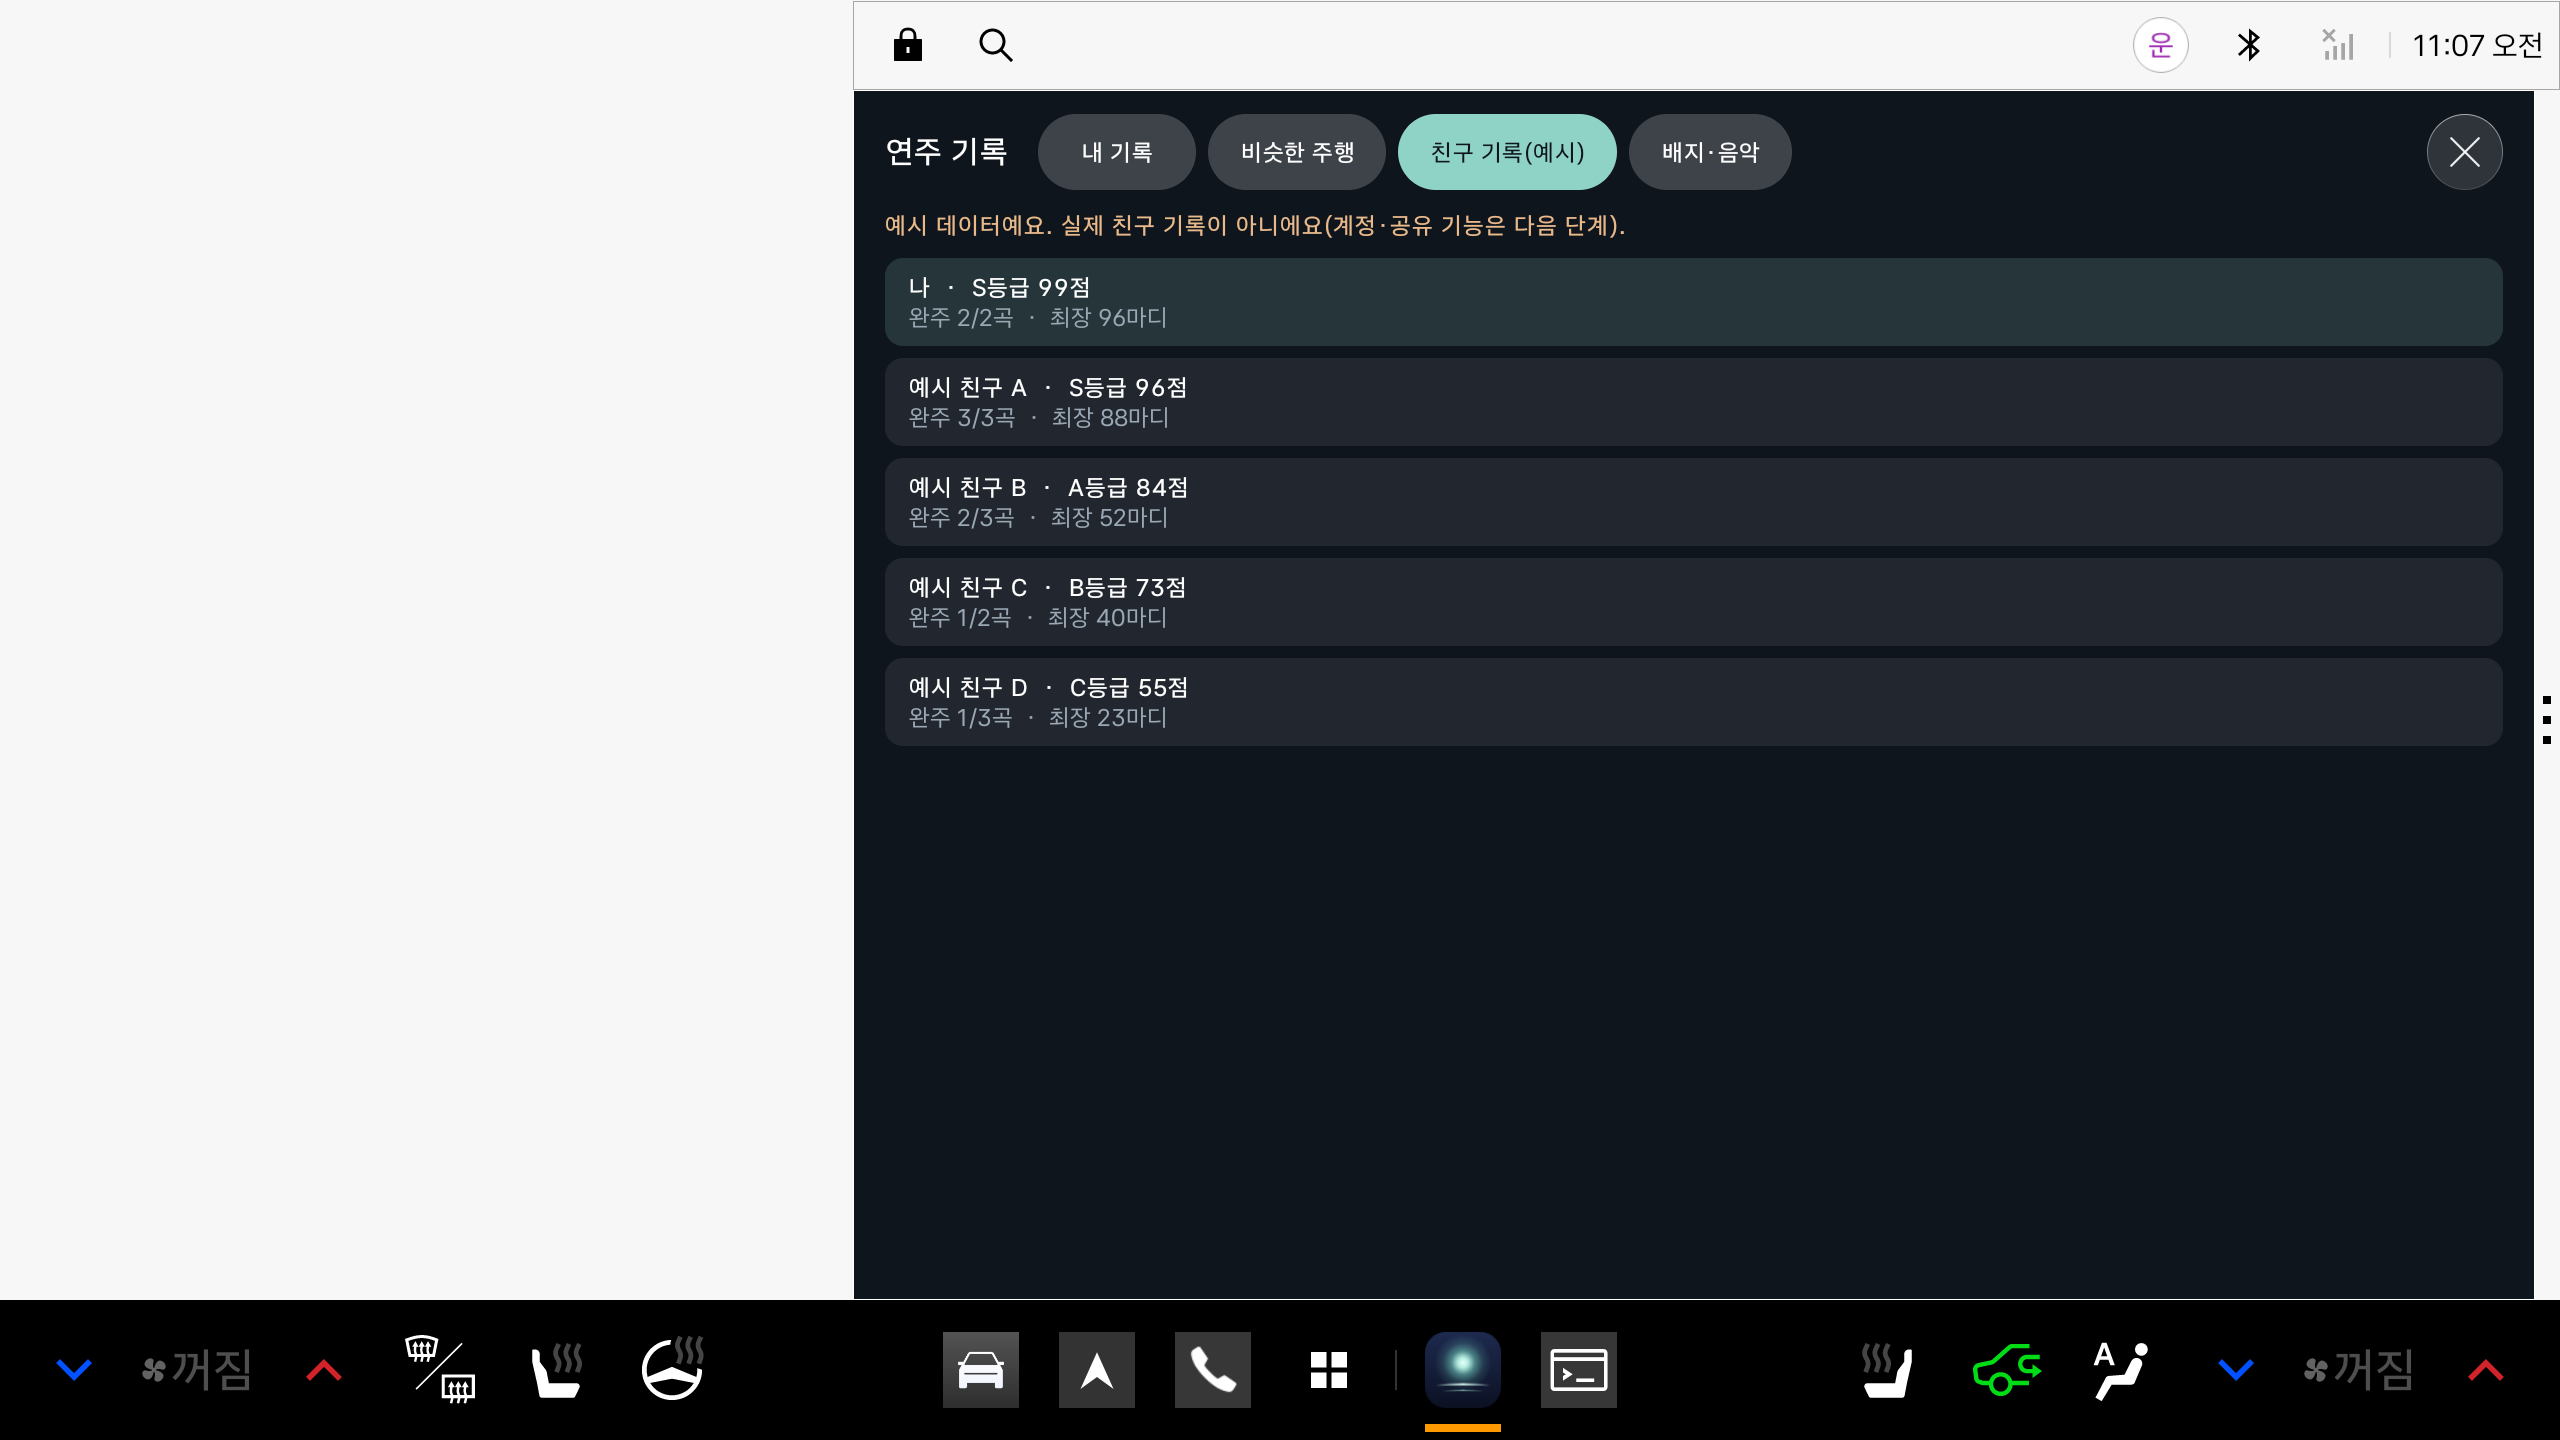 운
11:07 오전
연주 기록
내 기록
비슷한 주행
친구 기록(예시)
배지·음악
예시 데이터예요. 실제 친구 기록이 아니에요(계정·공유 기능은 다음 단계).
나 · S등급 99점
완주 2/2곡 · 최장 96마디
예시 친구 A · S등급 96점
완주 3/3곡 · 최장 88마디
예시 친구 B · A등급 84점
완주 2/3곡 · 최장 52마디
예시 친구 C · B등급 73점
완주 1/2곡 · 최장 40마디
예시 친구 D · C등급 55점
완주 1/3곡 · 최장 23마디
꺼짐
A
꺼짐